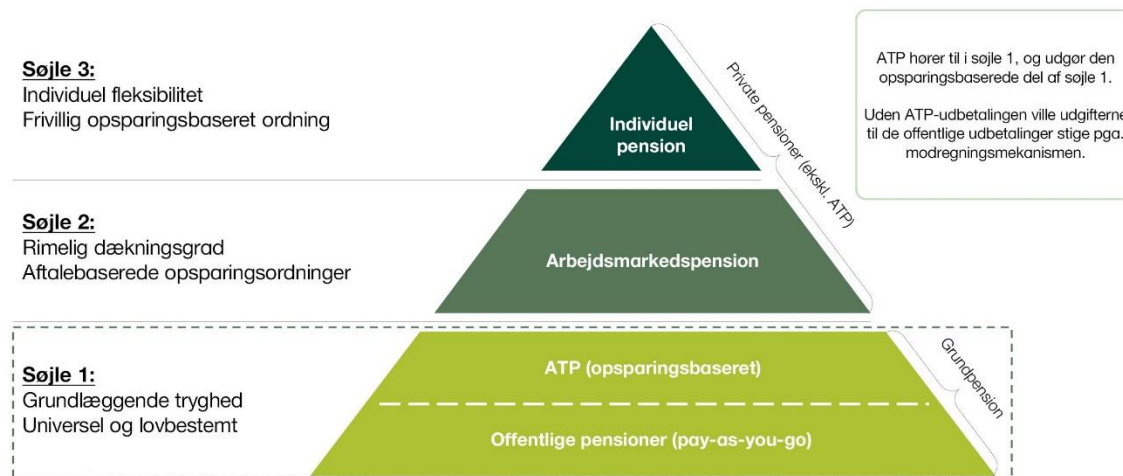 Søjle 3:
Individuel fleksibilitet
Frivillig opsparingsbaseret ordning
Individuel
pension
Private pensioner (ekskl. ATP)
ATP hører til i søjle 1, og udgør den
opsparingsbaserede del af søjle 1.
Uden ATP-udbetalingen ville udgifterne
til de offentlige udbetalinger stige pga.
modregningsmekanismen.
Søjle 2:
Rimelig dækningsgrad
Aftalebaserede opsparingsordninger
Arbejdsmarkedspension
Søjle 1:
Grundlæggende tryghed
Universel og lovbestemt
ATP (opsparingsbaseret)
Offentlige pensioner (pay-as-you-go)
Grundpension